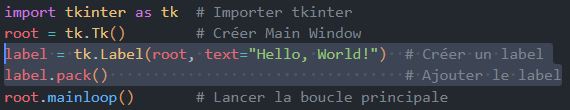 import tkinter as tk  # Importer tkinter
root = tk.Tk()        # Créer Main Window
label = tk.Label(root, text="Hello, World!")  # Créer un label
label.pack()                                  # Ajouter le label
root.mainloop()       # Lancer la boucle principale